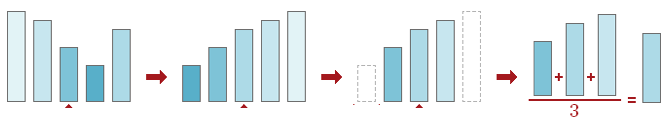 + + =
3